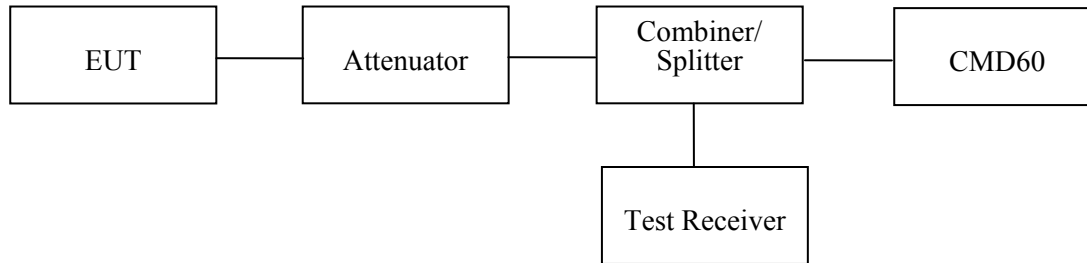 EUT
Attenuator
Combiner/
Splitter
CMD60
Test Receiver